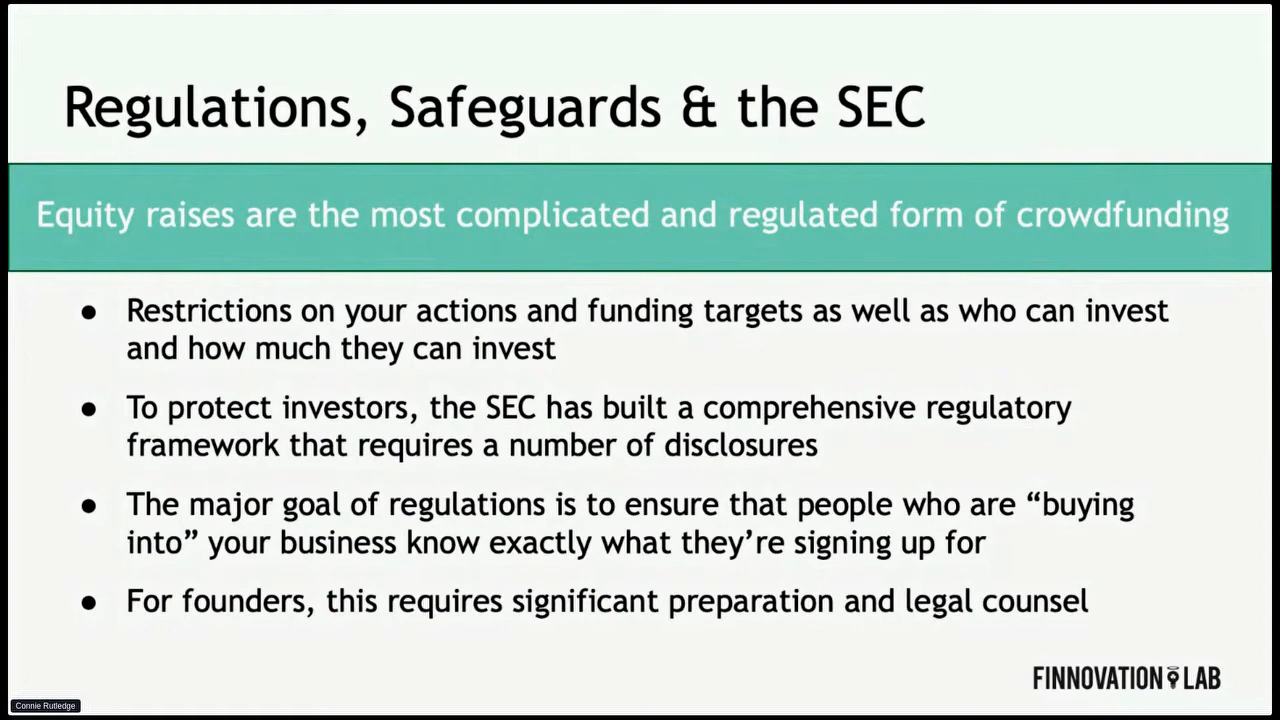 Regulations, Safeguards & the SEC
Equity raises are the most complicated and regulated form of crowdfunding
● Restrictions on your actions and funding targets as well as who can invest
and how much they can invest
● To protect investors, the SEC has built a comprehensive regulatory
framework that requires a number of disclosures
● The major goal of regulations is to ensure that people who are “buying
into” your business know exactly what they’re signing up for
● For founders, this requires significant preparation and legal counsel
FINNOVATION LAB
Connie Rutledge